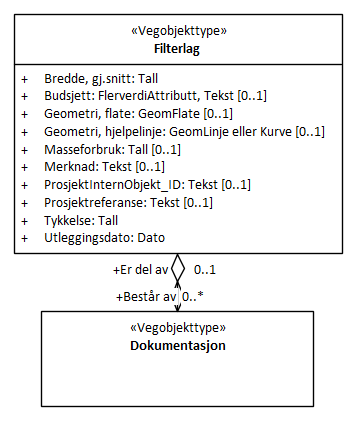 «Vegobjekttype»
Filterlag
+ Bredde, gj.snitt: Tall
+ Budsjett: FlerverdiAttributt, Tekst [0..1]
+ Geometri, flate: GeomFlate [0..1]
+ Geometri, hjelpelinje: GeomLinje eller Kurve [0..1]
+ Masseforbruk: Tall [0..1]
+ Merknad: Tekst [0..1]
+ ProsjektInternObjekt_ID: Tekst [0..1]
+ Prosjektreferanse: Tekst [0..1]
+ Tykkelse: Tall
+ Utleggingsdato: Dato
+Er del av 0..1
+Består av 0..*
«Vegobjekttype»
Dokumentasjon